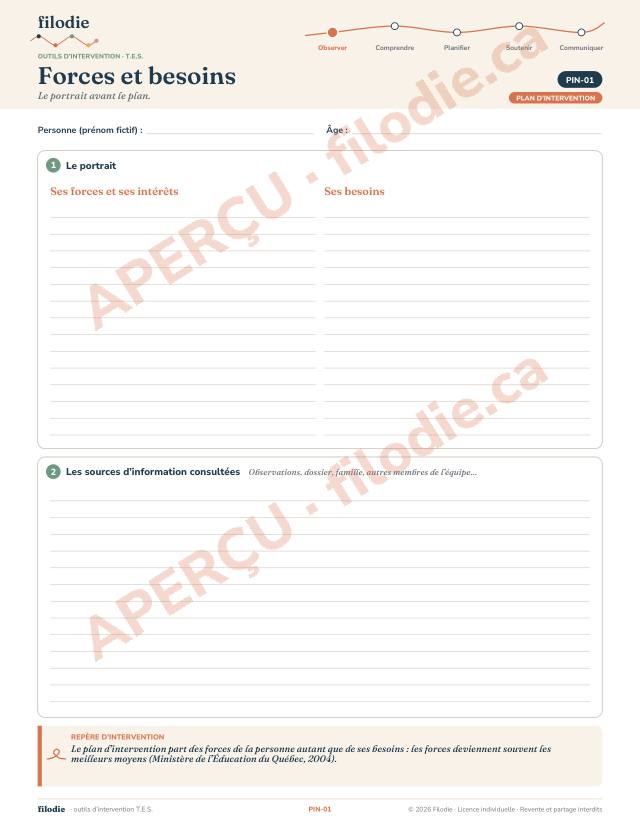 filodie
OUTILS D'INTERVENTION · T.E.S.
Observer Comprendre Planifier Soutenir Communiquer
Forces et besoins
Le portrait avant le plan.
PIN-01
PLAN D'INTERVENTION
Personne (prénom fictif) : Âge :
1 Le portrait
Ses forces et ses intérêts Ses besoins
APERÇU · filodie.ca
2 Les sources d'information consultées Observations, dossier, famille, autres membres de l'équipe…
APERÇU · filodie.ca
REPÈRE D'INTERVENTION
Le plan d'intervention part des forces de la personne autant que de ses besoins : les forces deviennent souvent les
meilleurs moyens (Ministère de l'Éducation du Québec, 2004).
filodie · outils d'intervention T.E.S. PIN-01 © 2026 Filodie · Licence individuelle · Revente et partage interdits